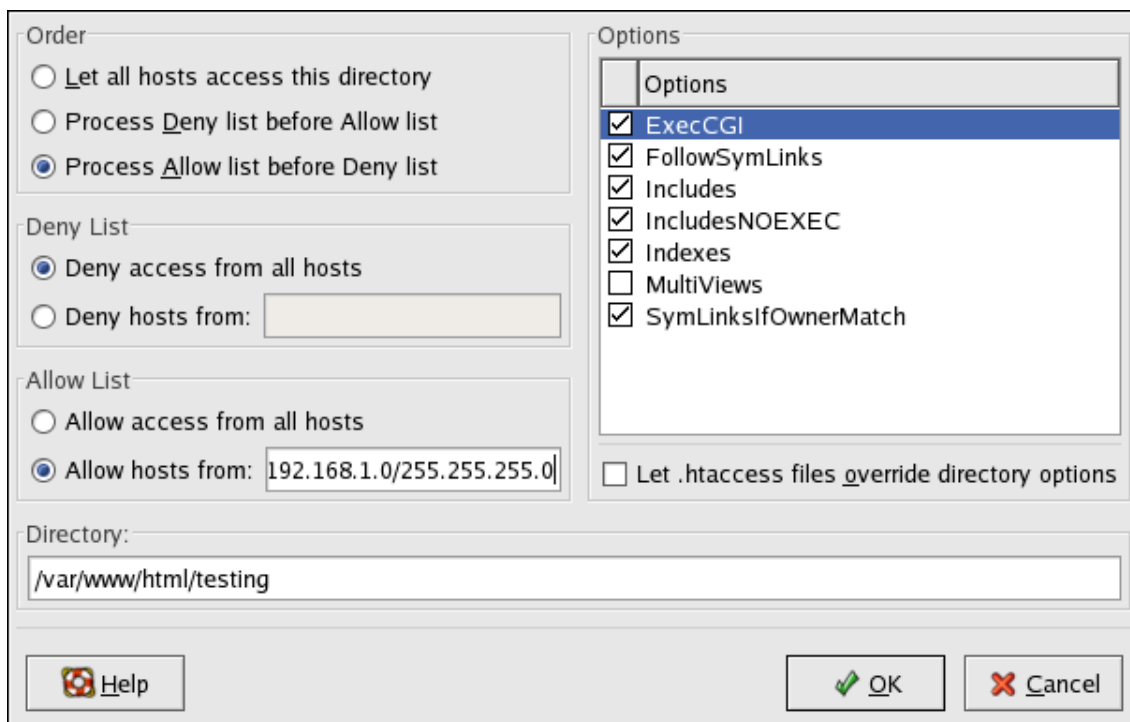 Order
Let all hosts access this directory
Process Deny list before Allow list
Process Allow list before Deny list
Deny List
Deny access from all hosts
Deny hosts from:
Allow List
Allow access from all hosts
Allow hosts from: 192.168.1.0/255.255.255.0
Options
Options
ExecCGI
FollowSymLinks
Includes
IncludesNOEXEC
Indexes
MultiViews
SymLinksIfOwnerMatch
Let .htaccess files override directory options
Directory:
/var/www/html/testing
Help
OK
Cancel